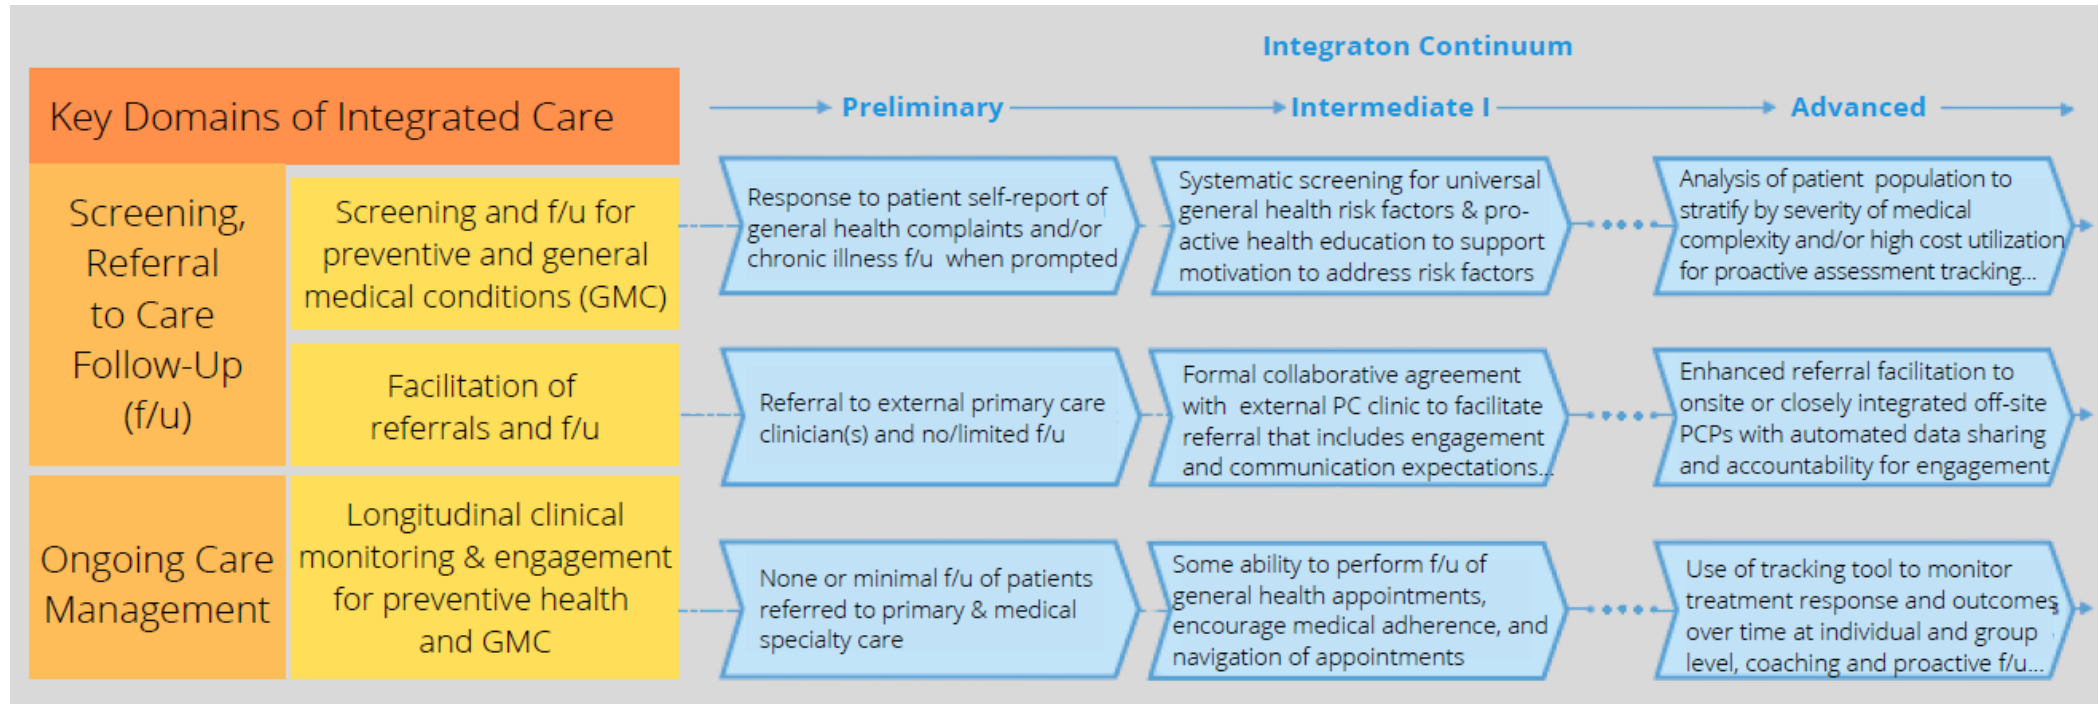 Integraton Continuum
Key Domains of Integrated Care
Preliminary
Intermediate I
Advanced
Screening,
Referral
to Care
Follow-Up
(f/u)
Screening and f/u for
preventive and general
medical conditions (GMC)
Response to patient self-report of
general health complaints and/or
chronic illness f/u when prompted
Systematic screening for universal
general health risk factors & pro-
active health education to support
motivation to address risk factors
Analysis of patient population to
stratify by severity of medical
complexity and/or high cost utilization
for proactive assessment tracking...
Facilitation of
referrals and f/u
Referral to external primary care
clinician(s) and no/limited f/u
Formal collaborative agreement
with external PC clinic to facilitate
referral that includes engagement
and communication expectations...
Enhanced referral facilitation to
onsite or closely integrated off-site
PCPs with automated data sharing
and accountability for engagement
Ongoing Care
Management
Longitudinal clinical
monitoring & engagement
for preventive health
and GMC
None or minimal f/u of patients
referred to primary & medical
specialty care
Some ability to perform f/u of
general health appointments,
encourage medical adherence, and
navigation of appointments
Use of tracking tool to monitor
treatment response and outcomes
over time at individual and group
level, coaching and proactive f/u...